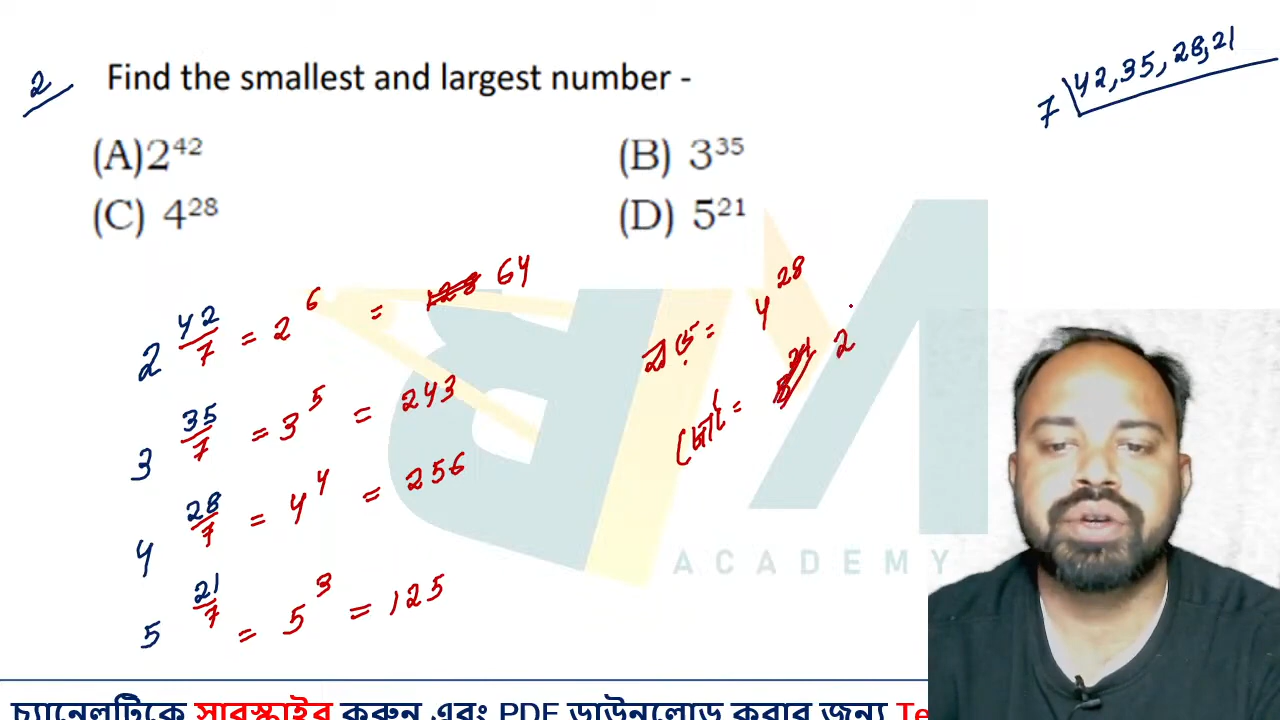 2
Find the smallest and largest number -
(A) 2⁴² (B) 3³⁵
(C) 4²⁸ (D) 5²¹
7 42, 35, 28, 21
2 42/7 = 2⁶ = 64
3 35/7 = 3⁵ = 243
4 28/7 = 4⁴ = 256
5 21/7 = 5³ = 125
= 4²⁸
= 2
ACADEMY
চ্যানেলটিকে সাবস্ক্রাইব করুন এবং PDF ডাউনলোড করার জন্য Te